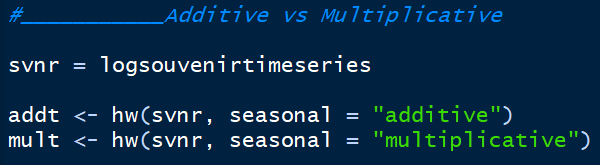 #___________Additive vs Multiplicative
svnr = logsouvenirtimeseries
addt <- hw(svnr, seasonal = "additive")
mult <- hw(svnr, seasonal = "multiplicative")